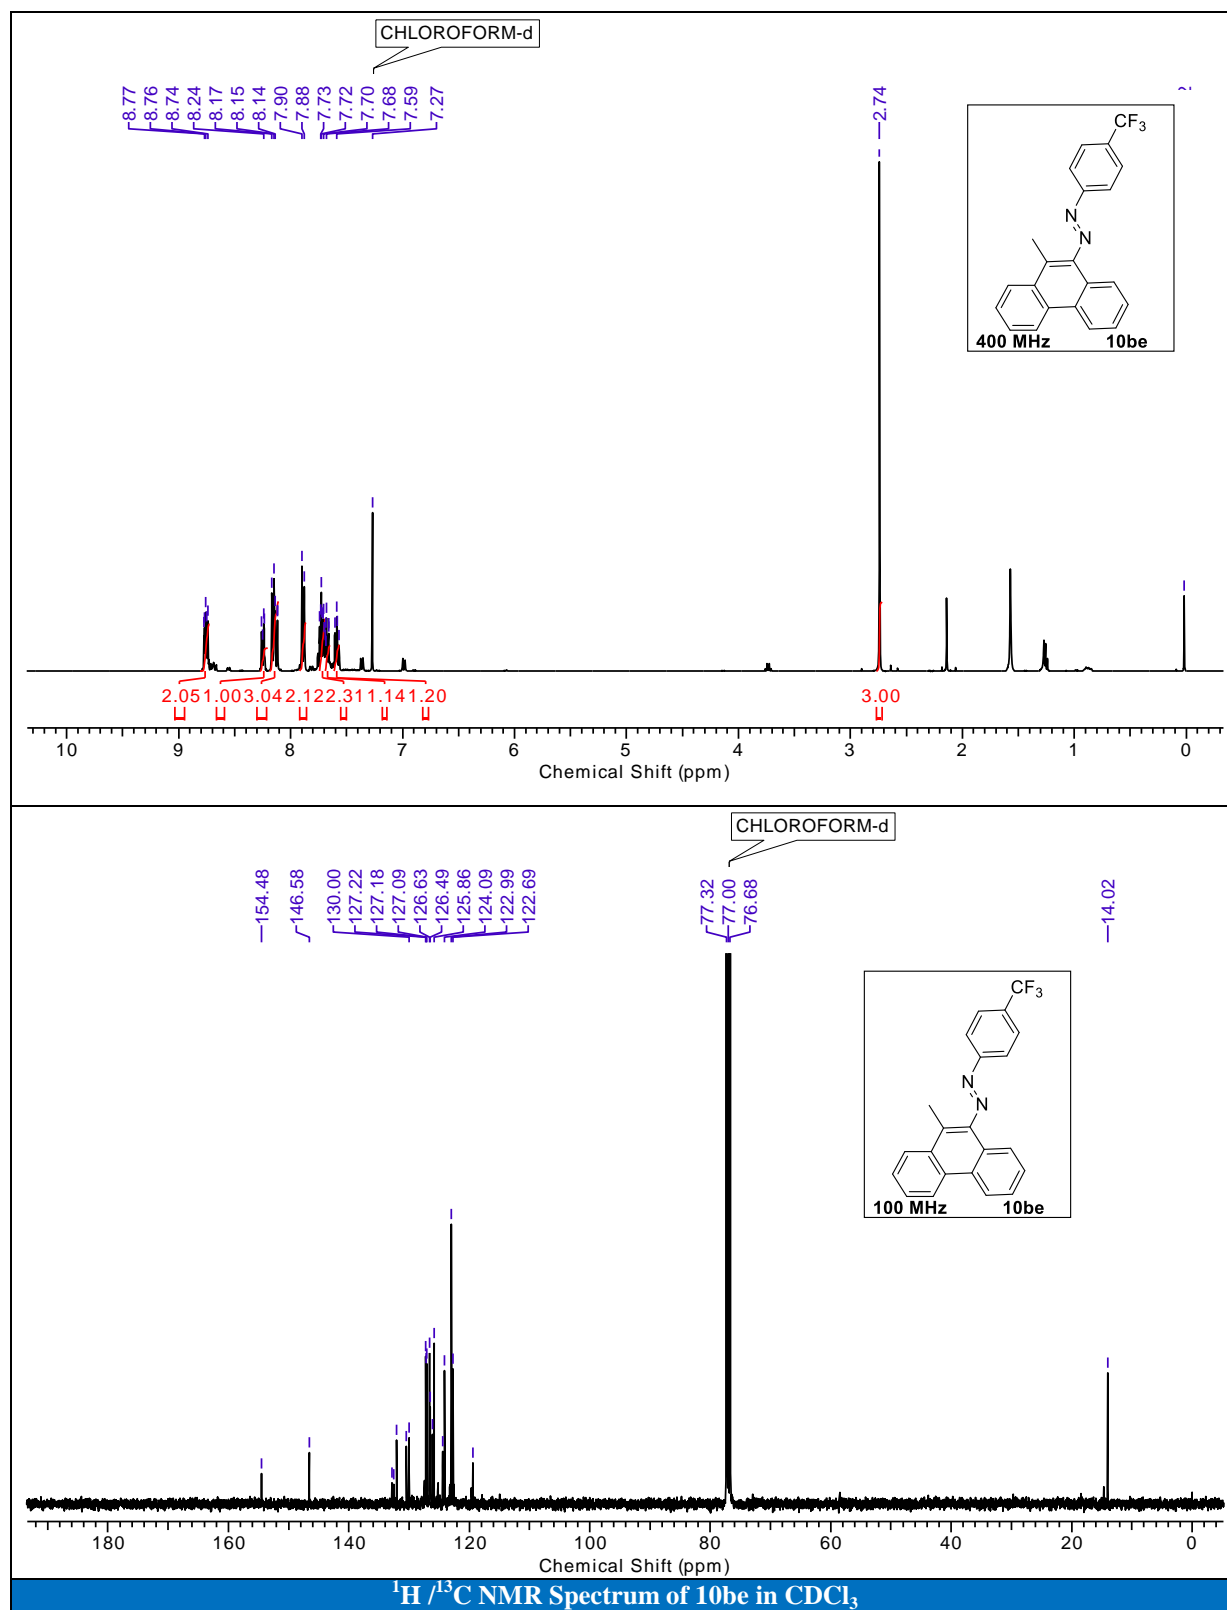 CHLOROFORM-d
8.77 8.76 8.74 8.24 8.17 8.15 8.14 7.90 7.88 7.73 7.72 7.70 7.68 7.59 7.27
2.74
CF3
N
N
400 MHz 10be
2.05 1.00 3.04 2.12 2.31 1.14 1.20 3.00
10 9 8 7 6 5 4 3 2 1 0
Chemical Shift (ppm)
CHLOROFORM-d
154.48 146.58 130.00 127.22 127.18 127.09 126.63 126.49 125.86 124.09 122.99 122.69
77.32 77.00 76.68
14.02
CF3
N
N
100 MHz 10be
180 160 140 120 100 80 60 40 20 0
Chemical Shift (ppm)
1H /13C NMR Spectrum of 10be in CDCl3